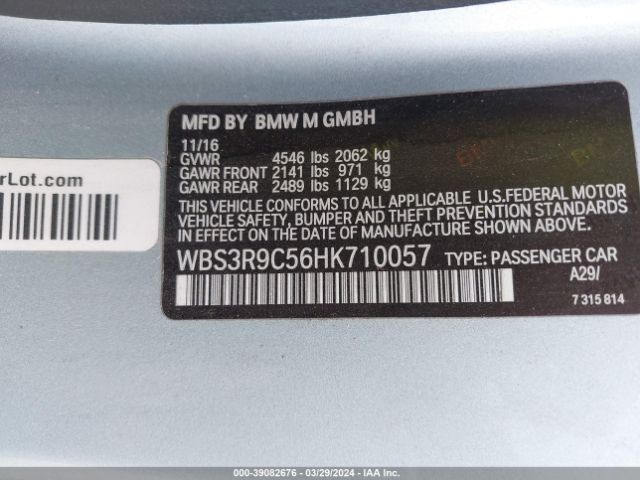 MFD BY BMW M GMBH
11/16
GVWR 4546 lbs 2062 kg
GAWR FRONT 2141 lbs 971 kg
GAWR REAR 2489 lbs 1129 kg
THIS VEHICLE CONFORMS TO ALL APPLICABLE U.S.FEDERAL MOTOR
VEHICLE SAFETY, BUMPER AND THEFT PREVENTION STANDARDS
IN EFFECT ON THE DATE OF MANUFACTURE SHOWN ABOVE.
WBS3R9C56HK710057 TYPE: PASSENGER CAR
A29/
7 315 814
rLot.com
000-39082676 | 03/29/2024 | IAA Inc.